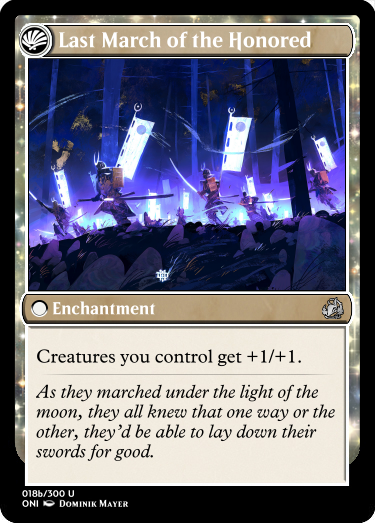 Last March of the Honored
Enchantment
Creatures you control get +1/+1.
As they marched under the light of the
moon, they all knew that one way or the
other, they’d be able to lay down their
swords for good.
018b/300 U
ONI Dominik Mayer